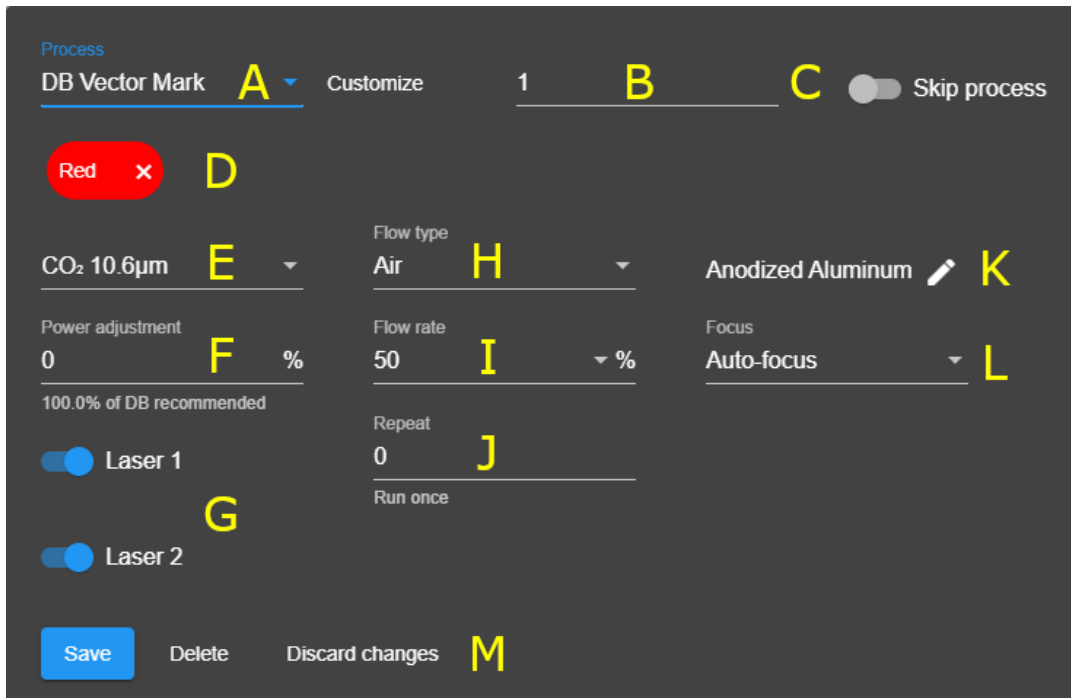 Process
DB Vector Mark A Customize 1 B C Skip process
Red × D
Flow type
CO₂ 10.6µm E Air H Anodized Aluminum K
Power adjustment Flow rate Focus
0 F % 50 I % Auto-focus L
100.0% of DB recommended
Repeat
Laser 1 0 J
Run once
G
Laser 2
Save Delete Discard changes M